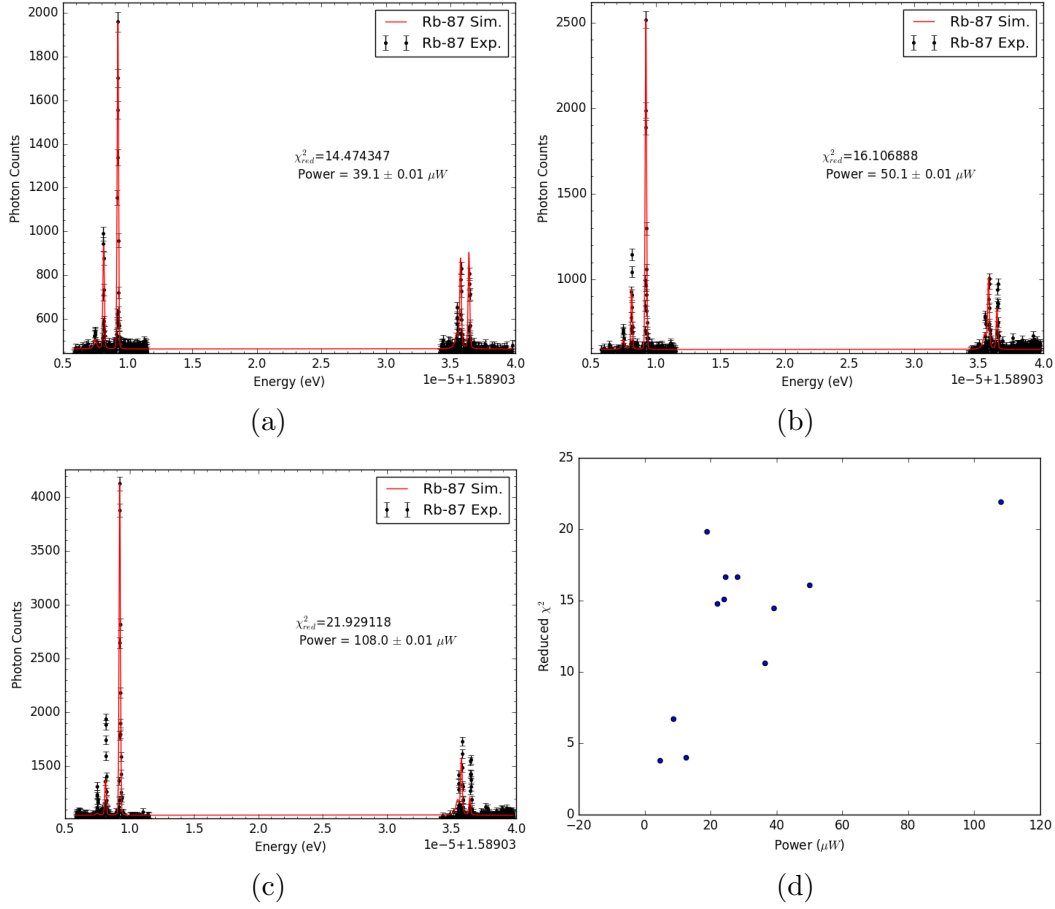 2000
1800
1600
1400
1200
1000
800
600
Photon Counts
Rb-87 Sim.
Rb-87 Exp.
χ²red=14.474347
Power = 39.1 ± 0.01 μW
0.5 1.0 1.5 2.0 2.5 3.0 3.5 4.0
Energy (eV)
1e-5+1.58903
(a)
2500
2000
1500
1000
Photon Counts
Rb-87 Sim.
Rb-87 Exp.
χ²red=16.106888
Power = 50.1 ± 0.01 μW
0.5 1.0 1.5 2.0 2.5 3.0 3.5 4.0
Energy (eV)
1e-5+1.58903
(b)
4000
3500
3000
2500
2000
1500
Photon Counts
Rb-87 Sim.
Rb-87 Exp.
χ²red=21.929118
Power = 108.0 ± 0.01 μW
0.5 1.0 1.5 2.0 2.5 3.0 3.5 4.0
Energy (eV)
1e-5+1.58903
(c)
25
20
15
10
5
0
Reduced χ²
−20 0 20 40 60 80 100 120
Power (μW)
(d)